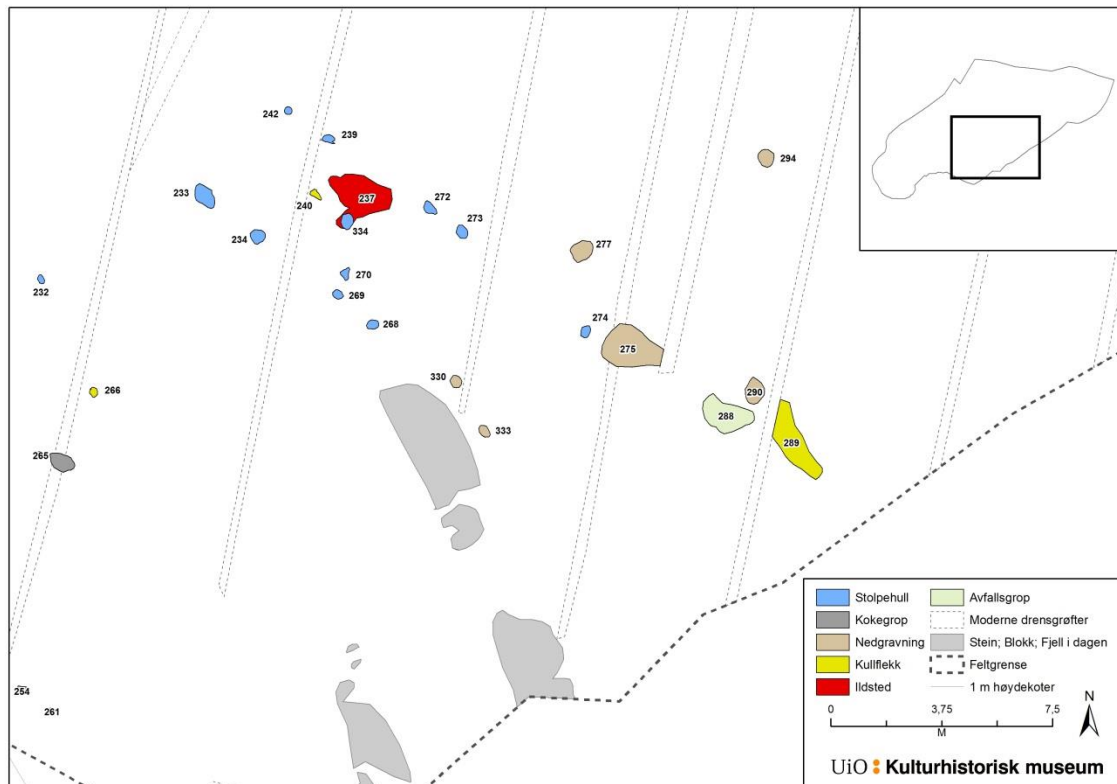 242
239
294
233
240
237
272
334
273
234
277
270
232
269
268
274
275
330
266
290
288
333
289
265
254
261
Stolpehull
Kokegrop
Nedgravning
Kullflekk
Ildsted
Avfallsgrop
Moderne drensgrøfter
Stein; Blokk; Fjell i dagen
Feltgrense
1 m høydekoter
0 3,75 7,5
M
N
UiO Kulturhistorisk museum